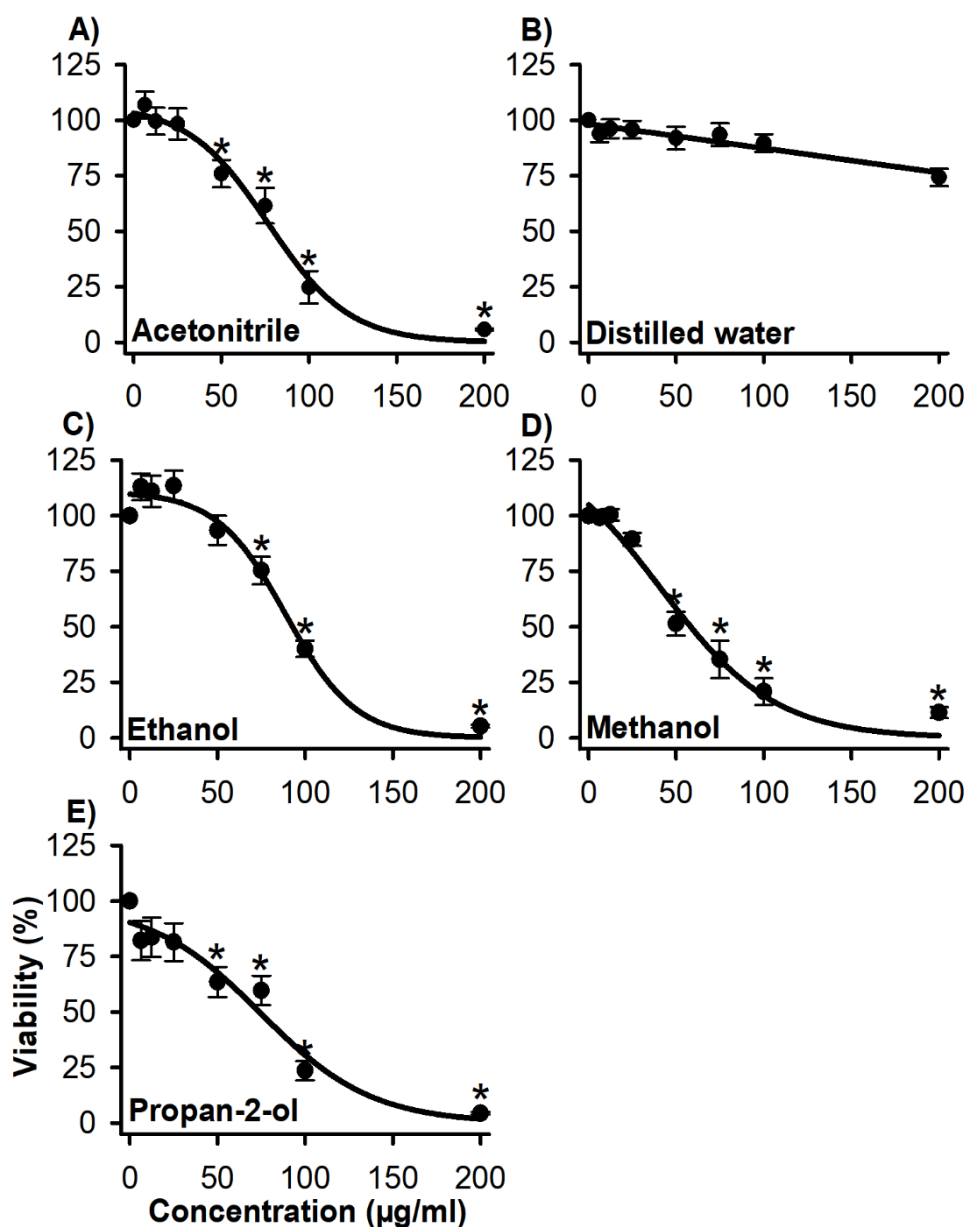 A)
125
100
75
50
25
0
* * * *
Acetonitrile
0 50 100 150 200
B)
125
100
75
50
25
0
Distilled water
0 50 100 150 200
C)
125
100
75
50
25
0
* * *
Ethanol
0 50 100 150 200
D)
125
100
75
50
25
0
* * * *
Methanol
0 50 100 150 200
E)
125
100
75
50
25
0
* * * *
Propan-2-ol
0 50 100 150 200
Viability (%)
Concentration (µg/ml)